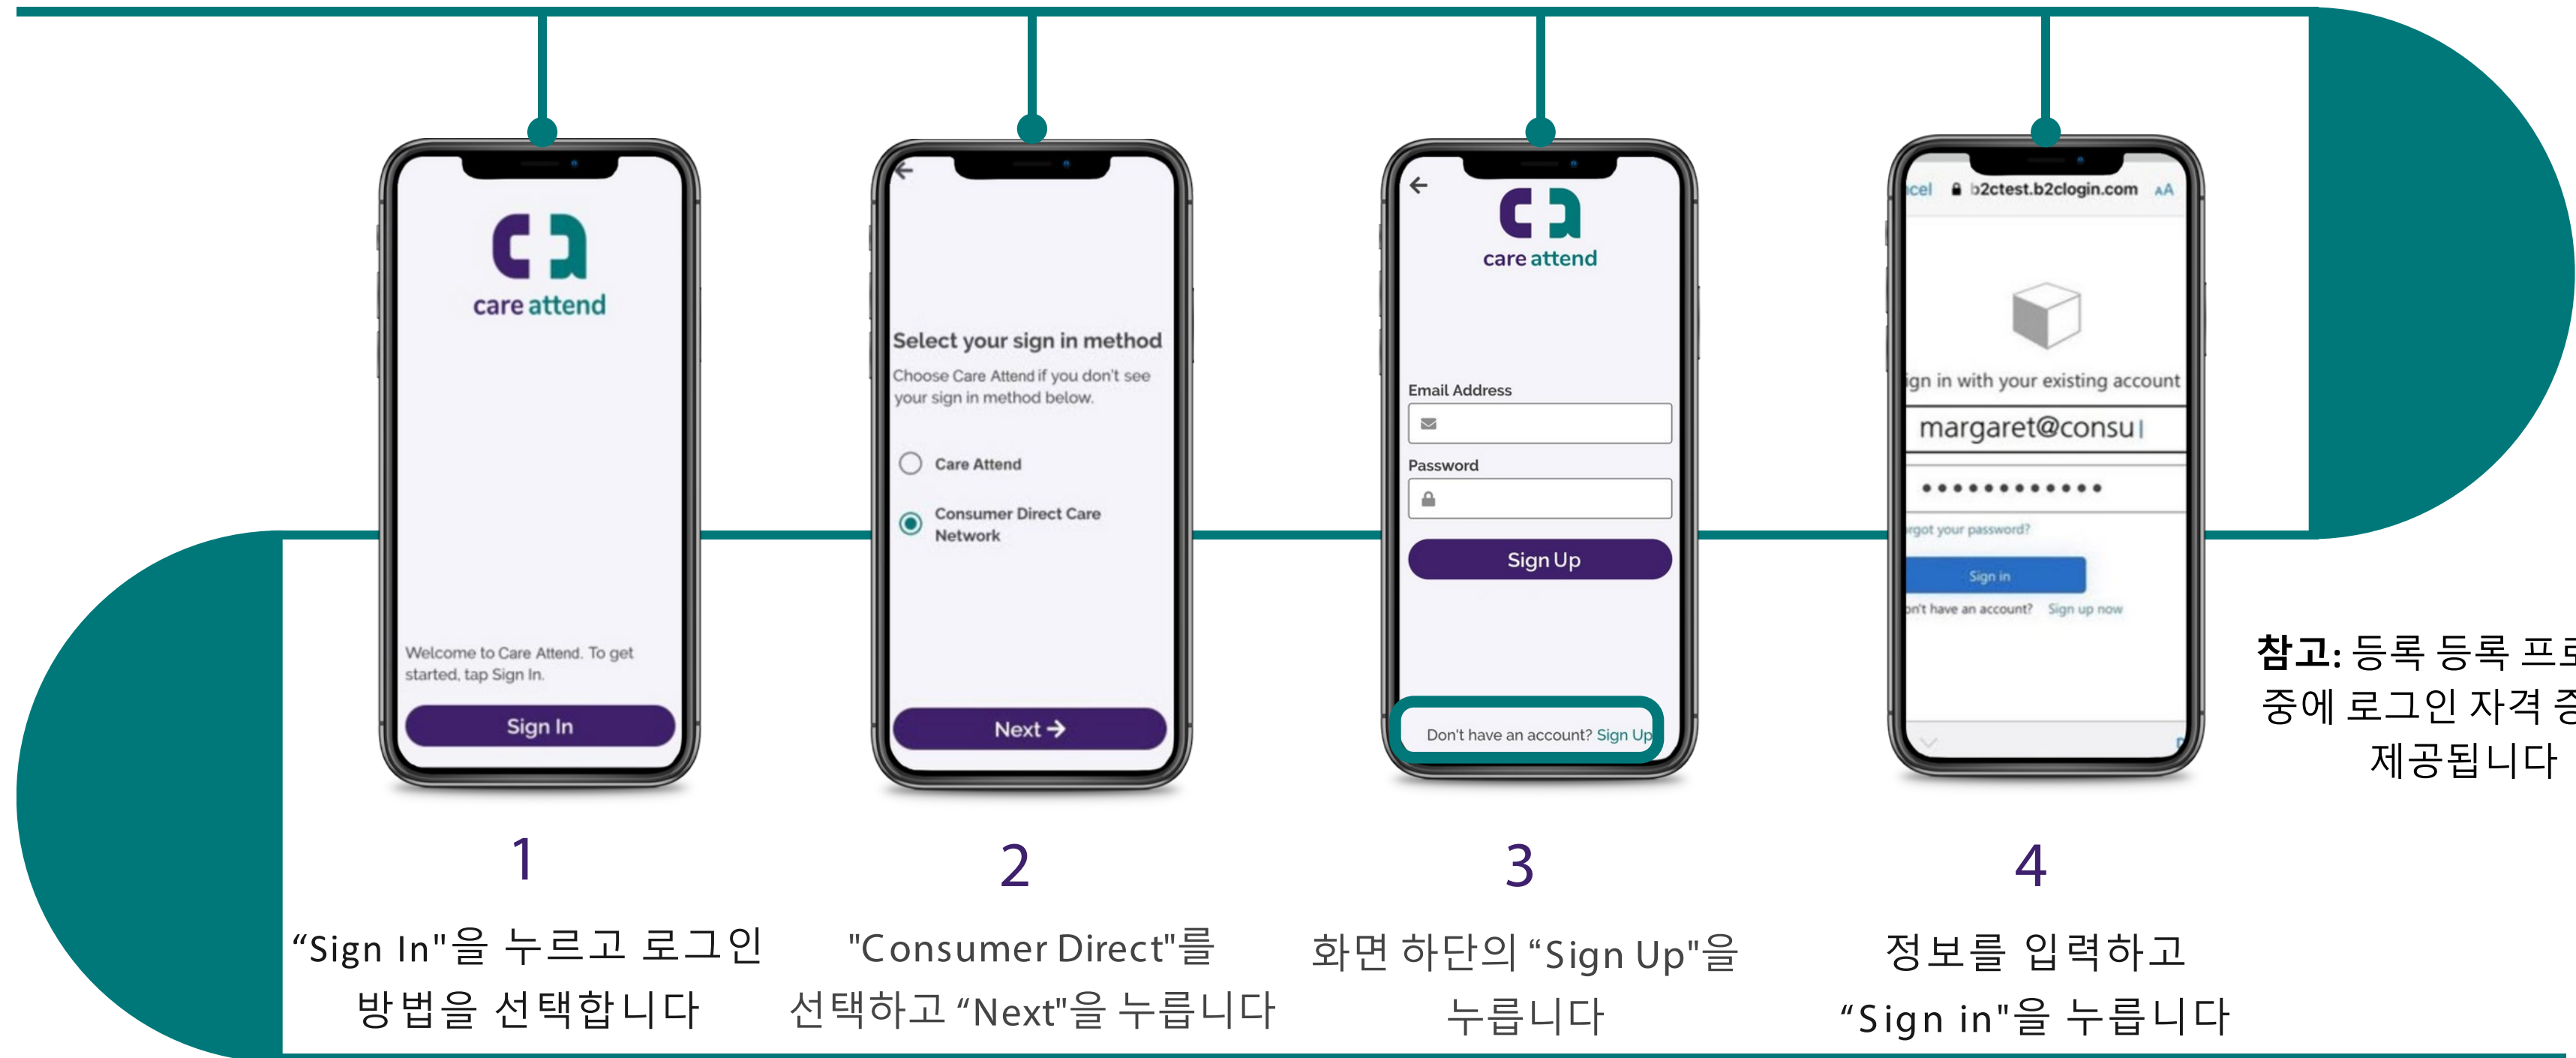 care attend
Welcome to Care Attend. To get
started, tap Sign In.
Sign In
Select your sign in method
Choose Care Attend if you don't see
your sign in method below.
Care Attend
Consumer Direct Care
Network
Next →
care attend
Email Address
Password
Sign Up
Don't have an account? Sign Up
b2ctest.b2clogin.com AA
with your existing account
margaret@consu
your password?
Sign in
have an account? Sign up now
참고: 등록 등록
중에 로그인 자격
제공됩니다
1
“Sign In"을 누르고 로그인
방법을 선택합니다
2
"Consumer Direct"를
선택하고 “Next"을 누릅니다
3
화면 하단의 “Sign Up"을
누릅니다
4
정보를 입력하고
“Sign in"을 누릅니다